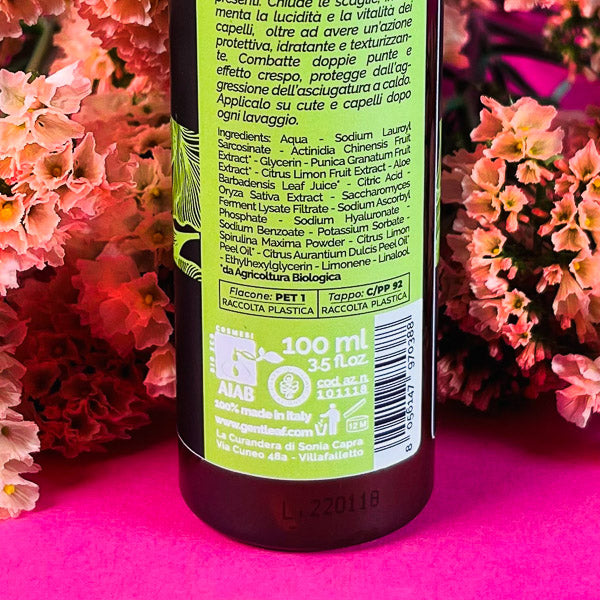 presenti. Chiude le scaglie,
menta la lucidità e la vitalità dei
capelli, oltre ad avere un'azione
protettiva, idratante e texturizzan-
te. Combatte doppie punte e
effetto crespo, protegge dall'ag-
gressione dell'asciugatura a caldo.
Applicalo su cute e capelli dopo
ogni lavaggio.
Ingredients: Aqua - Sodium Lauroyl
Sarcosinate - Actinidia Chinensis Fruit
Extract* - Glycerin - Punica Granatum Fruit
Extract* - Citrus Limon Fruit Extract - Aloe
Barbadensis Leaf Juice* - Citric Acid -
Oryza Sativa Extract - Saccharomyces
Ferment Lysate Filtrate - Sodium Ascorbyl
Phosphate - Sodium Hyaluronate -
Sodium Benzoate - Potassium Sorbate -
Spirulina Maxima Powder - Citrus Limon
Peel Oil* - Citrus Aurantium Dulcis Peel Oil*
- Ethylhexylglycerin - Limonene - Linalool.
*da Agricoltura Biologica
Flacone: PET 1
RACCOLTA PLASTICA
Tappo: C/PP 92
RACCOLTA PLASTICA
BIO ECO COSMESI
AIAB
100 ml
3.5 fl.oz.
cod. az. n.
101118
100% made in Italy
www.gentleaf.com
12 M
La Curandera di Sonia Capra
Via Cuneo 48a - Villafalletto
8 056147 970388
L. 220118